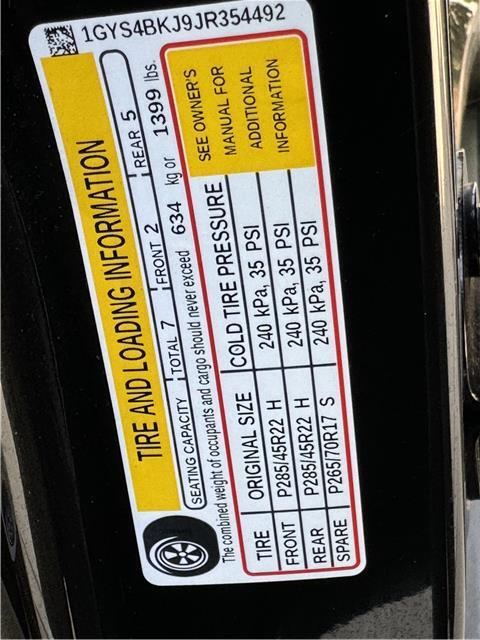 1GYS4BKJ9JR354492
TIRE AND LOADING INFORMATION
SEATING CAPACITY TOTAL 7 FRONT 2 REAR 5
The combined weight of occupants and cargo should never exceed 634 kg or 1399 lbs.
TIRE ORIGINAL SIZE COLD TIRE PRESSURE
FRONT P285/45R22 H 240 kPa, 35 PSI
REAR P285/45R22 H 240 kPa, 35 PSI
SPARE P265/70R17 S 240 kPa, 35 PSI
SEE OWNER'S
MANUAL FOR
ADDITIONAL
INFORMATION